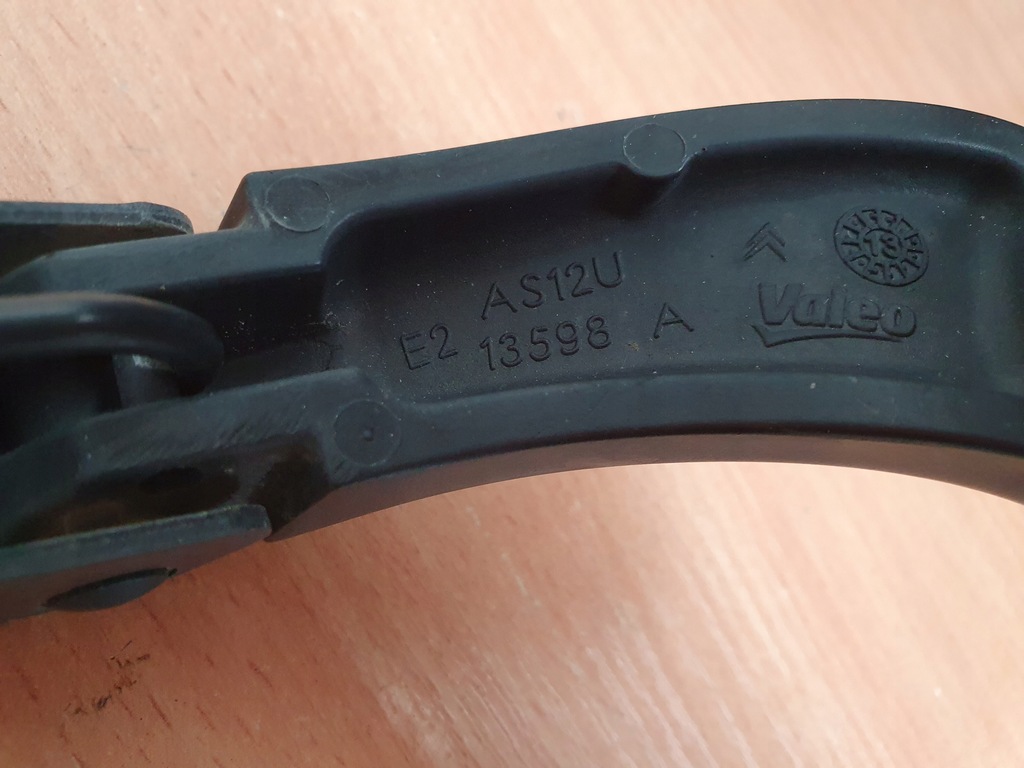 AS12U
E2 13598 A
13
Valeo